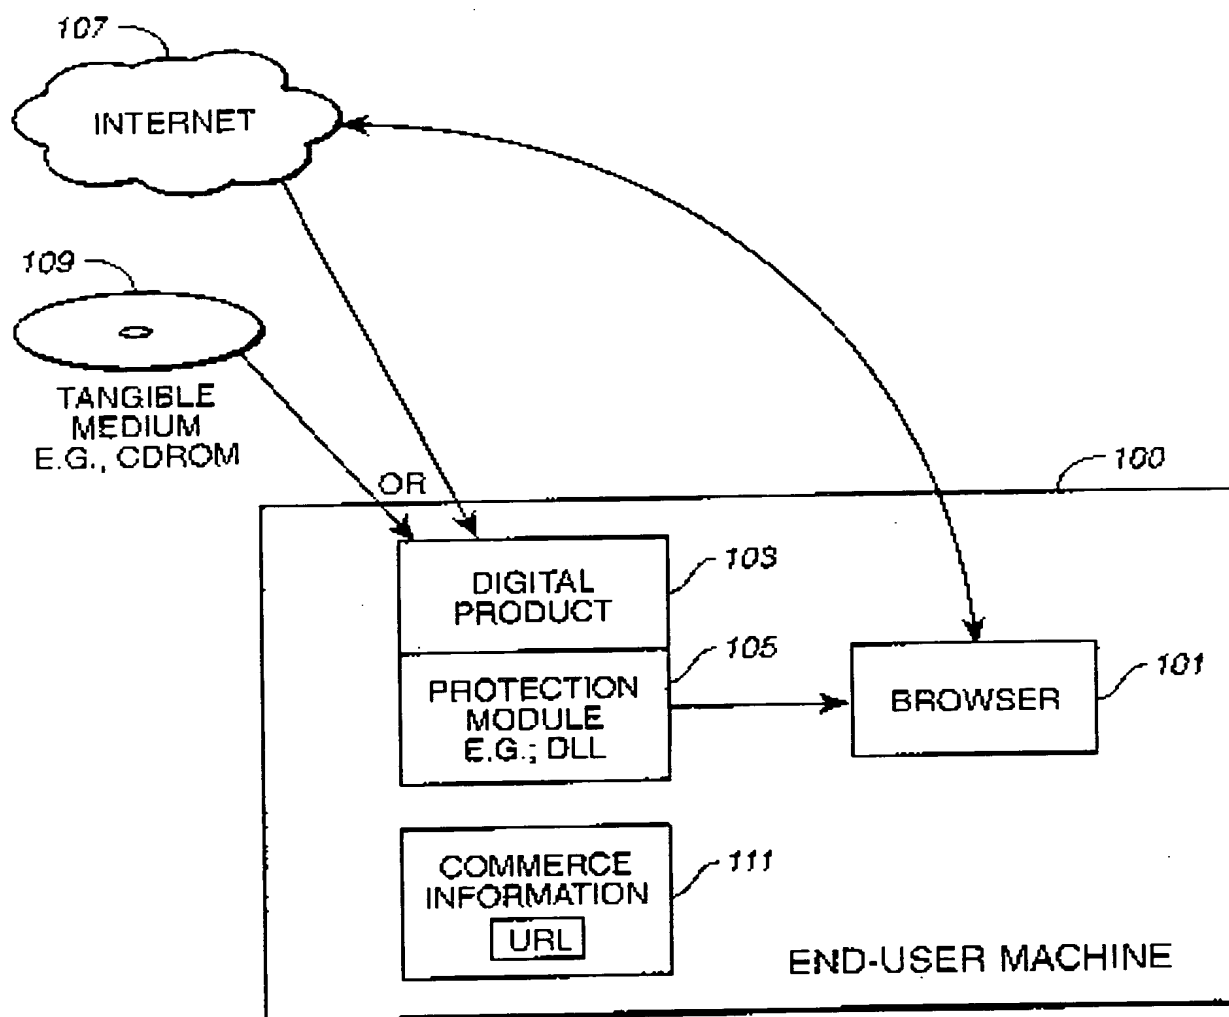 107
INTERNET
109
TANGIBLE
MEDIUM
E.G., CDROM
OR
100
DIGITAL
PRODUCT
103
PROTECTION
MODULE
E.G.; DLL
105
BROWSER
101
COMMERCE
INFORMATION
URL
111
END-USER MACHINE